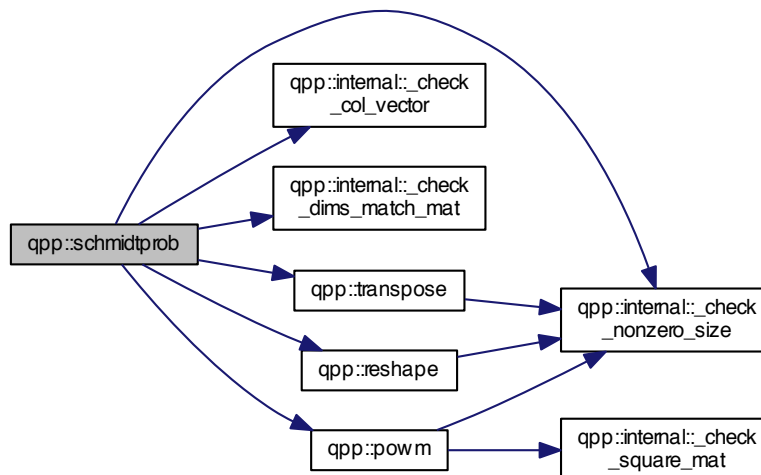 qpp::internal::_check
_col_vector
qpp::internal::_check
_dims_match_mat
qpp::schmidtprob
qpp::transpose
qpp::internal::_check
_nonzero_size
qpp::reshape
qpp::powm
qpp::internal::_check
_square_mat